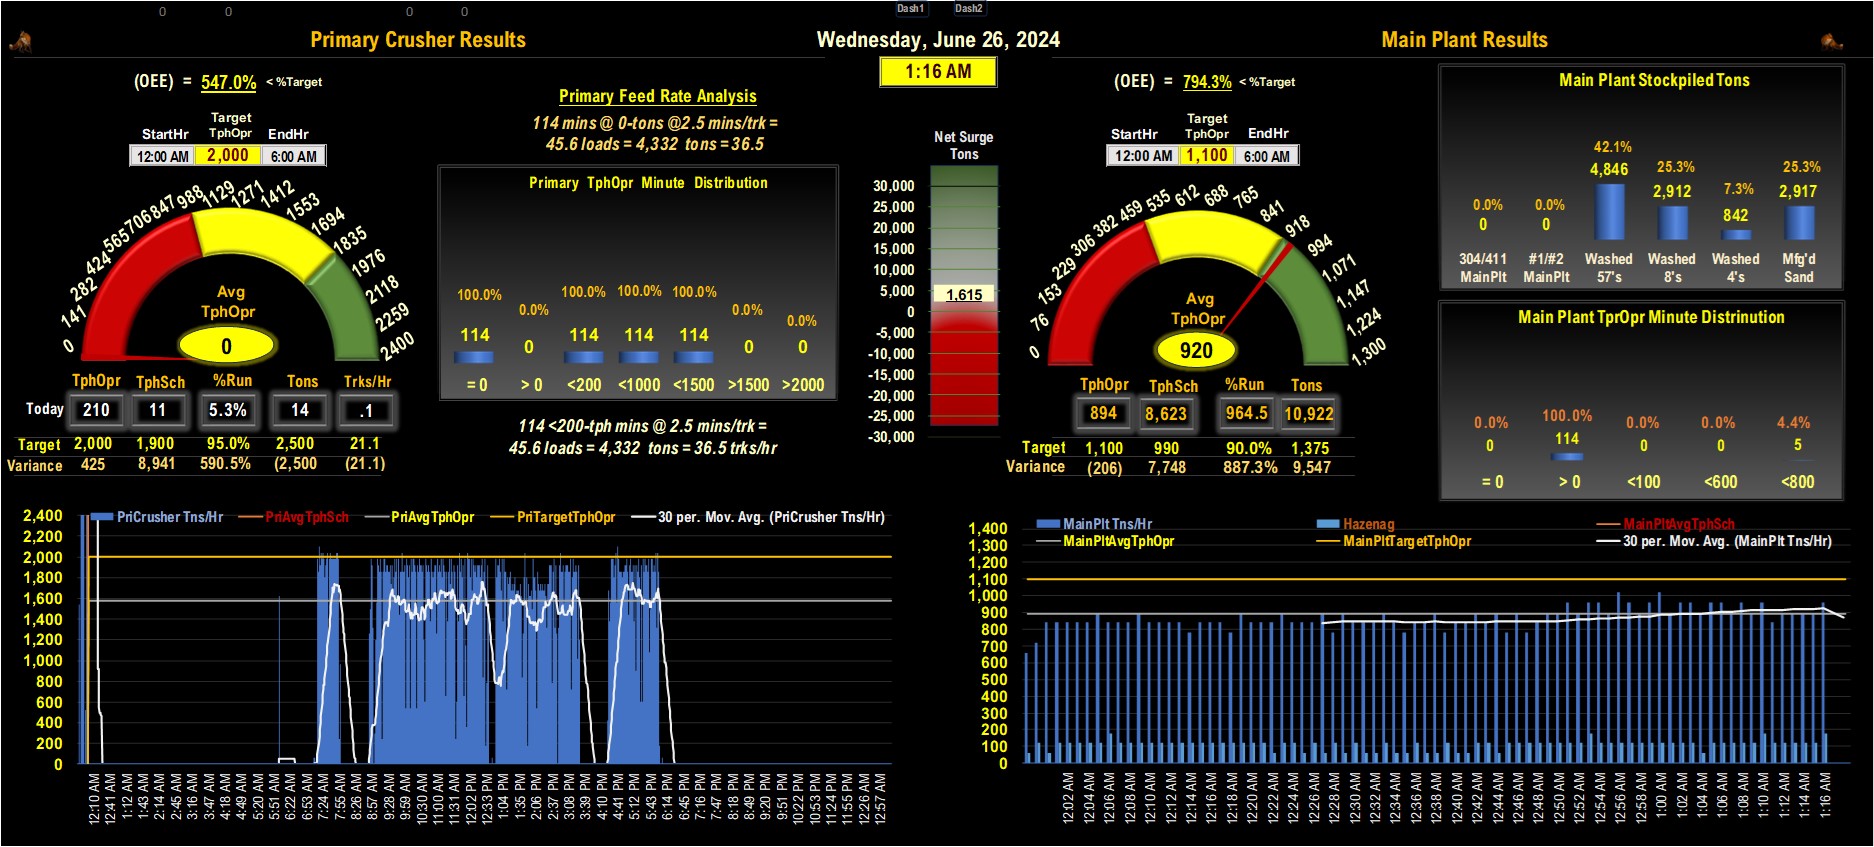 0 0 0 0 Dash1 Dash2
Primary Crusher Results
Wednesday, June 26, 2024
Main Plant Results
1:16 AM
(OEE) = 547.0% < %Target
StartHr Target TphOpr EndHr
12:00 AM 2,000 6:00 AM
0 141 282 424 565 706 847 988 1129 1271 1412 1553 1694 1835 1976 2118 2259 2400
Avg
TphOpr
0
TphOpr TphSch %Run Tons Trks/Hr
Today 210 11 5.3% 14 .1
Target 2,000 1,900 95.0% 2,500 21.1
Variance 425 8,941 590.5% (2,500 (21.1)
Primary Feed Rate Analysis
114 mins @ 0-tons @2.5 mins/trk =
45.6 loads = 4,332 tons = 36.5
Primary TphOpr Minute Distribution
100.0% 0.0% 100.0% 100.0% 100.0% 0.0% 0.0%
114 0 114 114 114 0 0
= 0 > 0 <200 <1000 <1500 >1500 >2000
114 <200-tph mins @ 2.5 mins/trk =
45.6 loads = 4,332 tons = 36.5 trks/hr
Net Surge
Tons
30,000
25,000
20,000
15,000
10,000
5,000
0
-5,000
-10,000
-15,000
-20,000
-25,000
-30,000
1,615
(OEE) = 794.3% < %Target
StartHr Target TphOpr EndHr
12:00 AM 1,100 6:00 AM
0 76 153 229 306 382 459 535 612 688 765 841 918 994 1,071 1,147 1,224 1,300
Avg
TphOpr
920
TphOpr TphSch %Run Tons
894 8,623 964.5 10,922
Target 1,100 990 90.0% 1,375
Variance (206) 7,748 887.3% 9,547
Main Plant Stockpiled Tons
0.0% 0.0% 42.1% 25.3% 7.3% 25.3%
0 0 4,846 2,912 842 2,917
304/411 #1/#2 Washed Washed Washed Mfg'd
MainPlt MainPlt 57's 8's 4's Sand
Main Plant TprOpr Minute Distrinution
0.0% 100.0% 0.0% 0.0% 4.4%
0 114 0 0 5
= 0 > 0 <100 <600 <800
PriCrusher Tns/Hr PriAvgTphSch PriAvgTphOpr PriTargetTphOpr 30 per. Mov. Avg. (PriCrusher Tns/Hr)
2,400
2,200
2,000
1,800
1,600
1,400
1,200
1,000
800
600
400
200
0
12:10 AM 12:41 AM 1:12 AM 1:43 AM 2:14 AM 2:45 AM 3:16 AM 3:47 AM 4:18 AM 4:49 AM 5:20 AM 5:51 AM 6:22 AM 6:53 AM 7:24 AM 7:55 AM 8:26 AM 8:57 AM 9:28 AM 9:59 AM 10:30 AM 11:00 AM 11:31 AM 12:02 PM 12:33 PM 1:04 PM 1:35 PM 2:06 PM 2:37 PM 3:08 PM 3:39 PM 4:10 PM 4:41 PM 5:12 PM 5:43 PM 6:14 PM 6:45 PM 7:16 PM 7:47 PM 8:18 PM 8:49 PM 9:20 PM 9:51 PM 10:22 PM 10:53 PM 11:24 PM 11:55 PM 12:26 AM 12:57 AM
MainPlt Tns/Hr Hazenag MainPltAvgTphSch
MainPltAvgTphOpr MainPltTargetTphOpr 30 per. Mov. Avg. (MainPlt Tns/Hr)
1,400
1,300
1,200
1,100
1,000
900
800
700
600
500
400
300
200
100
0
12:02 AM 12:04 AM 12:06 AM 12:08 AM 12:10 AM 12:12 AM 12:14 AM 12:16 AM 12:18 AM 12:20 AM 12:22 AM 12:24 AM 12:26 AM 12:28 AM 12:30 AM 12:32 AM 12:34 AM 12:36 AM 12:38 AM 12:40 AM 12:42 AM 12:44 AM 12:46 AM 12:48 AM 12:50 AM 12:52 AM 12:54 AM 12:56 AM 12:58 AM 1:00 AM 1:02 AM 1:04 AM 1:06 AM 1:08 AM 1:10 AM 1:12 AM 1:14 AM 1:16 AM